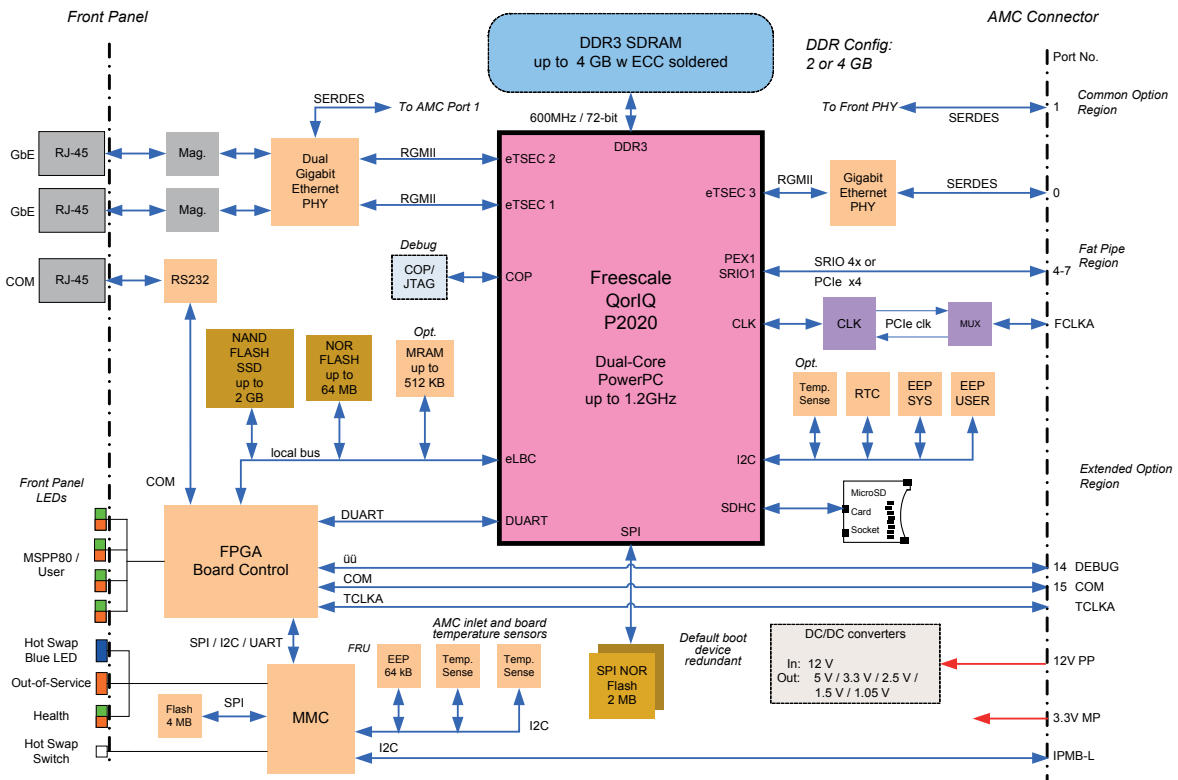 Front Panel
AMC Connector
DDR3 SDRAM
up to 4 GB w ECC soldered
DDR Config:
2 or 4 GB
Port No.
SERDES
To AMC Port 1
600MHz / 72-bit
To Front PHY
SERDES
1
Common Option
Region
GbE
RJ-45
Mag.
Dual
Gigabit
Ethernet
PHY
RGMII
eTSEC 2
DDR3
GbE
RJ-45
Mag.
RGMII
eTSEC 1
eTSEC 3
RGMII
Gigabit
Ethernet
PHY
SERDES
0
COM
RJ-45
RS232
Debug
COP/
JTAG
COP
Freescale
QorIQ
P2020
Dual-Core
PowerPC
up to 1.2GHz
PEX1
SRIO1
SRIO 4x or
PCIe x4
4-7
Fat Pipe
Region
CLK
CLK
PCIe clk
MUX
FCLKA
NAND
FLASH
SSD
up to
2 GB
NOR
FLASH
up to
64 MB
Opt.
MRAM
up to
512 KB
Opt.
Temp.
Sense
RTC
EEP
SYS
EEP
USER
local bus
eLBC
I2C
COM
Extended Option
Region
Front Panel
LEDs
SDHC
MicroSD
Card
Socket
DUART
DUART
SPI
MSPP80 /
User
FPGA
Board Control
üü
14 DEBUG
COM
15 COM
TCLKA
TCLKA
SPI / I2C / UART
AMC inlet and board
temperature sensors
Hot Swap
Blue LED
FRU
EEP
64 kB
Temp.
Sense
Temp.
Sense
SPI NOR
Flash
2 MB
Default boot
device
redundant
DC/DC converters
In: 12 V
Out: 5 V / 3.3 V / 2.5 V /
1.5 V / 1.05 V
12V PP
Out-of-Service
Flash
4 MB
SPI
MMC
I2C
Health
3.3V MP
Hot Swap
Switch
I2C
IPMB-L